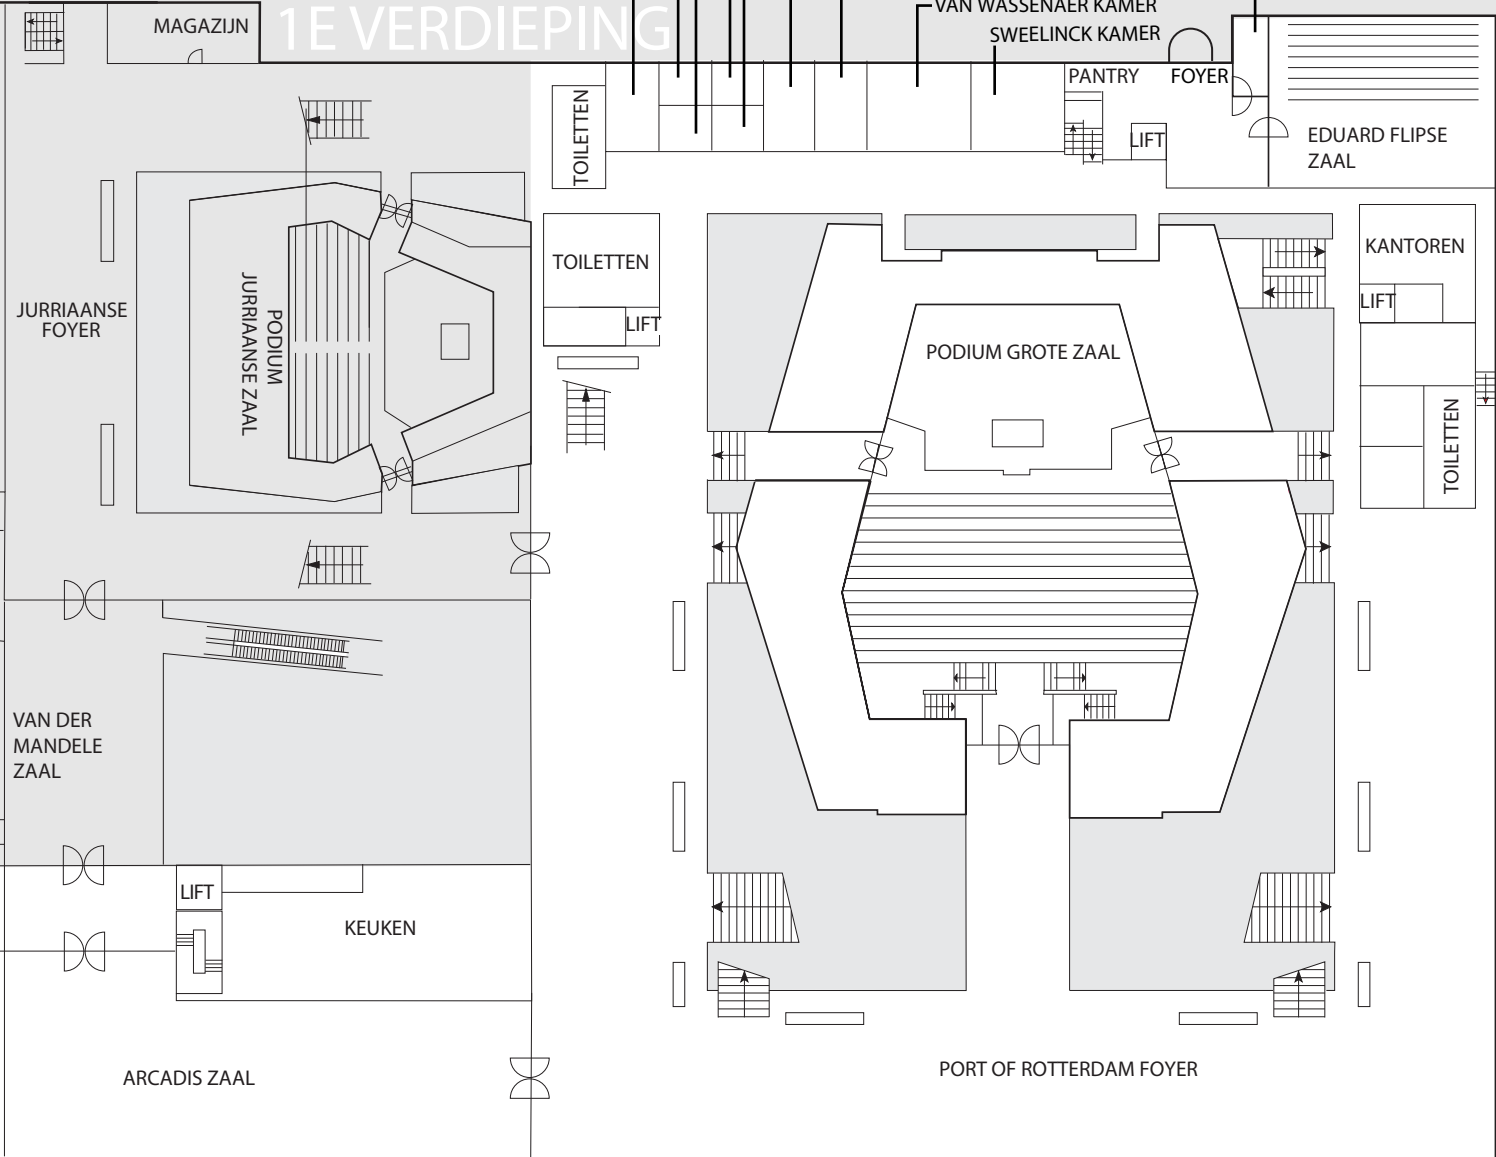 1E VERDIEPING
MAGAZIJN
VAN WASSENAER KAMER
SWEELINCK KAMER
PANTRY
FOYER
TOILETTEN
LIFT
EDUARD FLIPSE
ZAAL
TOILETTEN
LIFT
KANTOREN
LIFT
JURRIAANSE
FOYER
PODIUM
JURRIAANSE ZAAL
PODIUM GROTE ZAAL
TOILETTEN
VAN DER
MANDELE
ZAAL
LIFT
KEUKEN
ARCADIS ZAAL
PORT OF ROTTERDAM FOYER